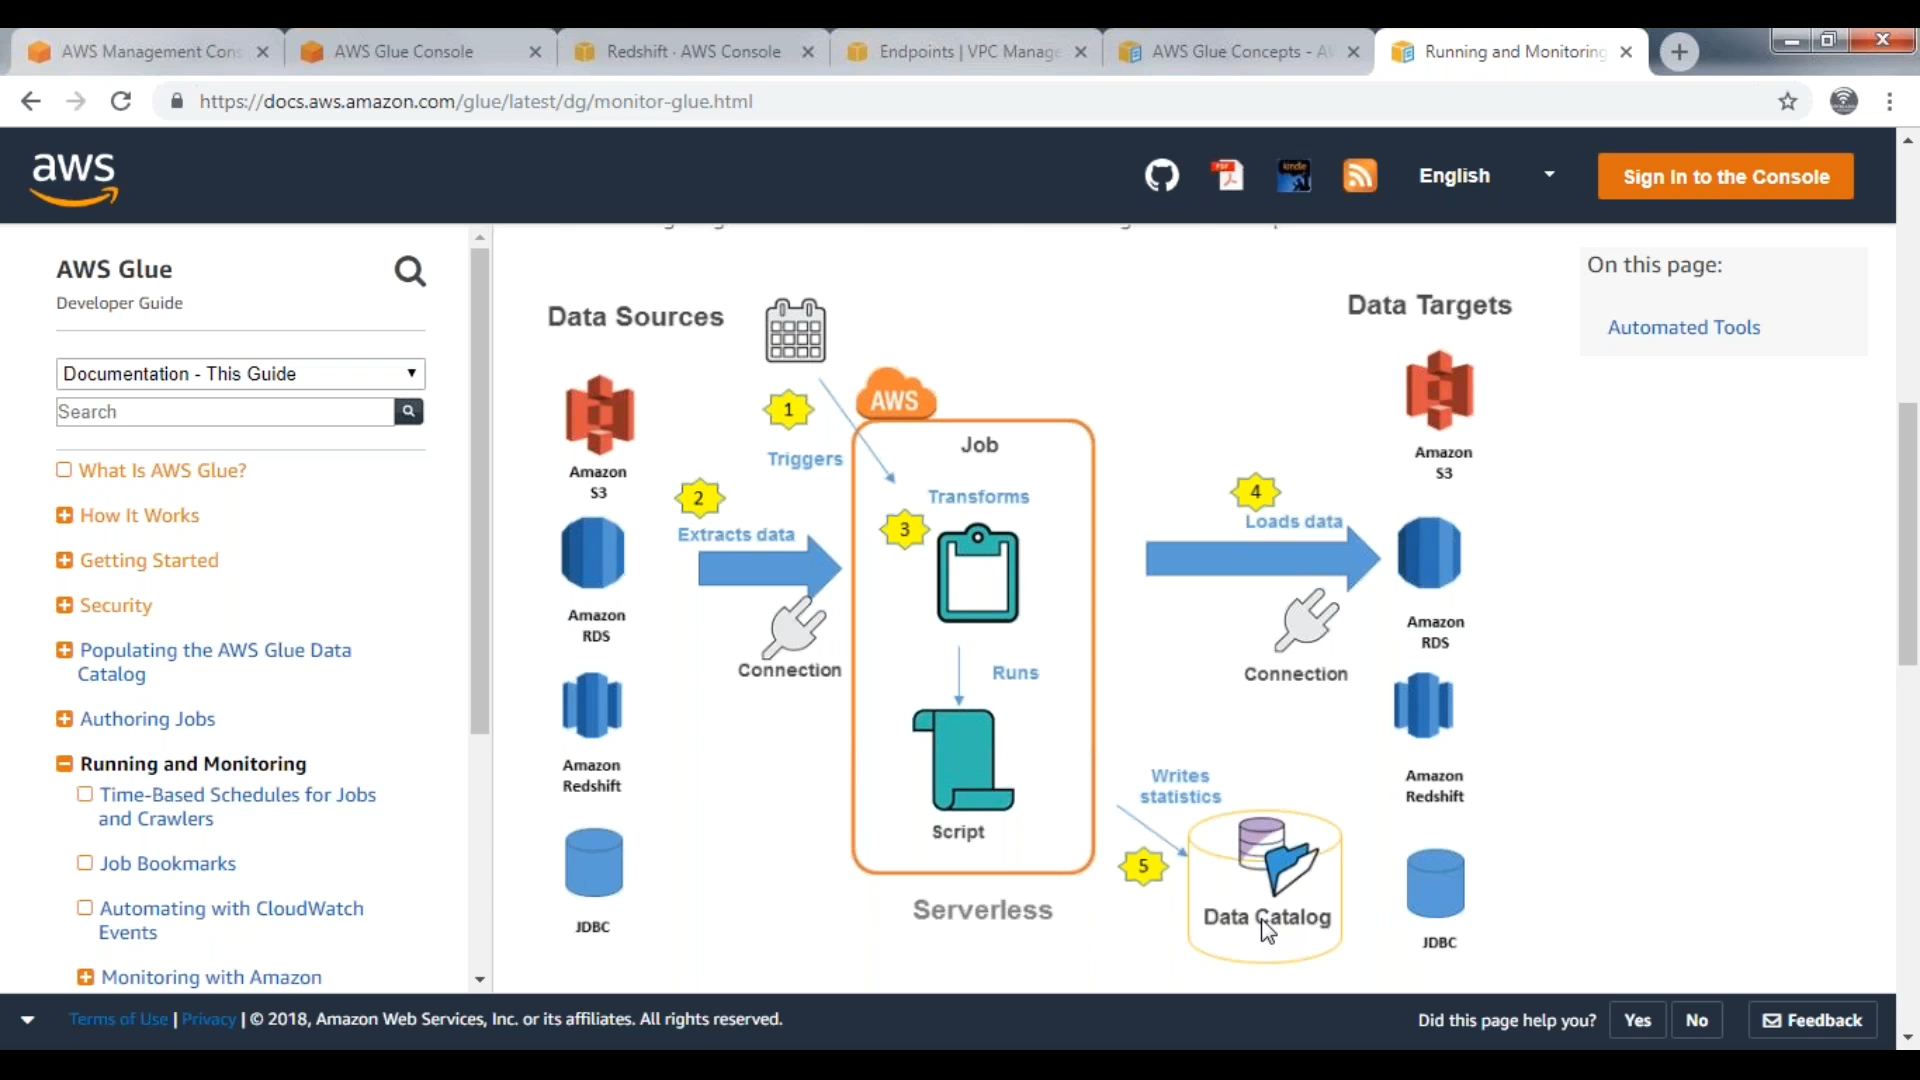 AWS Management Cons
AWS Glue Console
Redshift · AWS Console
Endpoints | VPC Manage
AWS Glue Concepts - A
Running and Monitoring
https://docs.aws.amazon.com/glue/latest/dg/monitor-glue.html
aws
PDF
kindle
English
Sign In to the Console
AWS Glue
Developer Guide
Documentation - This Guide
Search
What Is AWS Glue?
How It Works
Getting Started
Security
Populating the AWS Glue Data
Catalog
Authoring Jobs
Running and Monitoring
Time-Based Schedules for Jobs
and Crawlers
Job Bookmarks
Automating with CloudWatch
Events
Monitoring with Amazon
Data Sources
Amazon
S3
Amazon
RDS
Amazon
Redshift
JDBC
1
Triggers
2
Extracts data
Connection
AWS
Job
Transforms
3
Runs
Script
Serverless
4
Loads data
Connection
Writes
statistics
5
Data Catalog
Data Targets
Amazon
S3
Amazon
RDS
Amazon
Redshift
JDBC
On this page:
Automated Tools
Terms of Use | Privacy | © 2018, Amazon Web Services, Inc. or its affiliates. All rights reserved.
Did this page help you?
Yes
No
Feedback